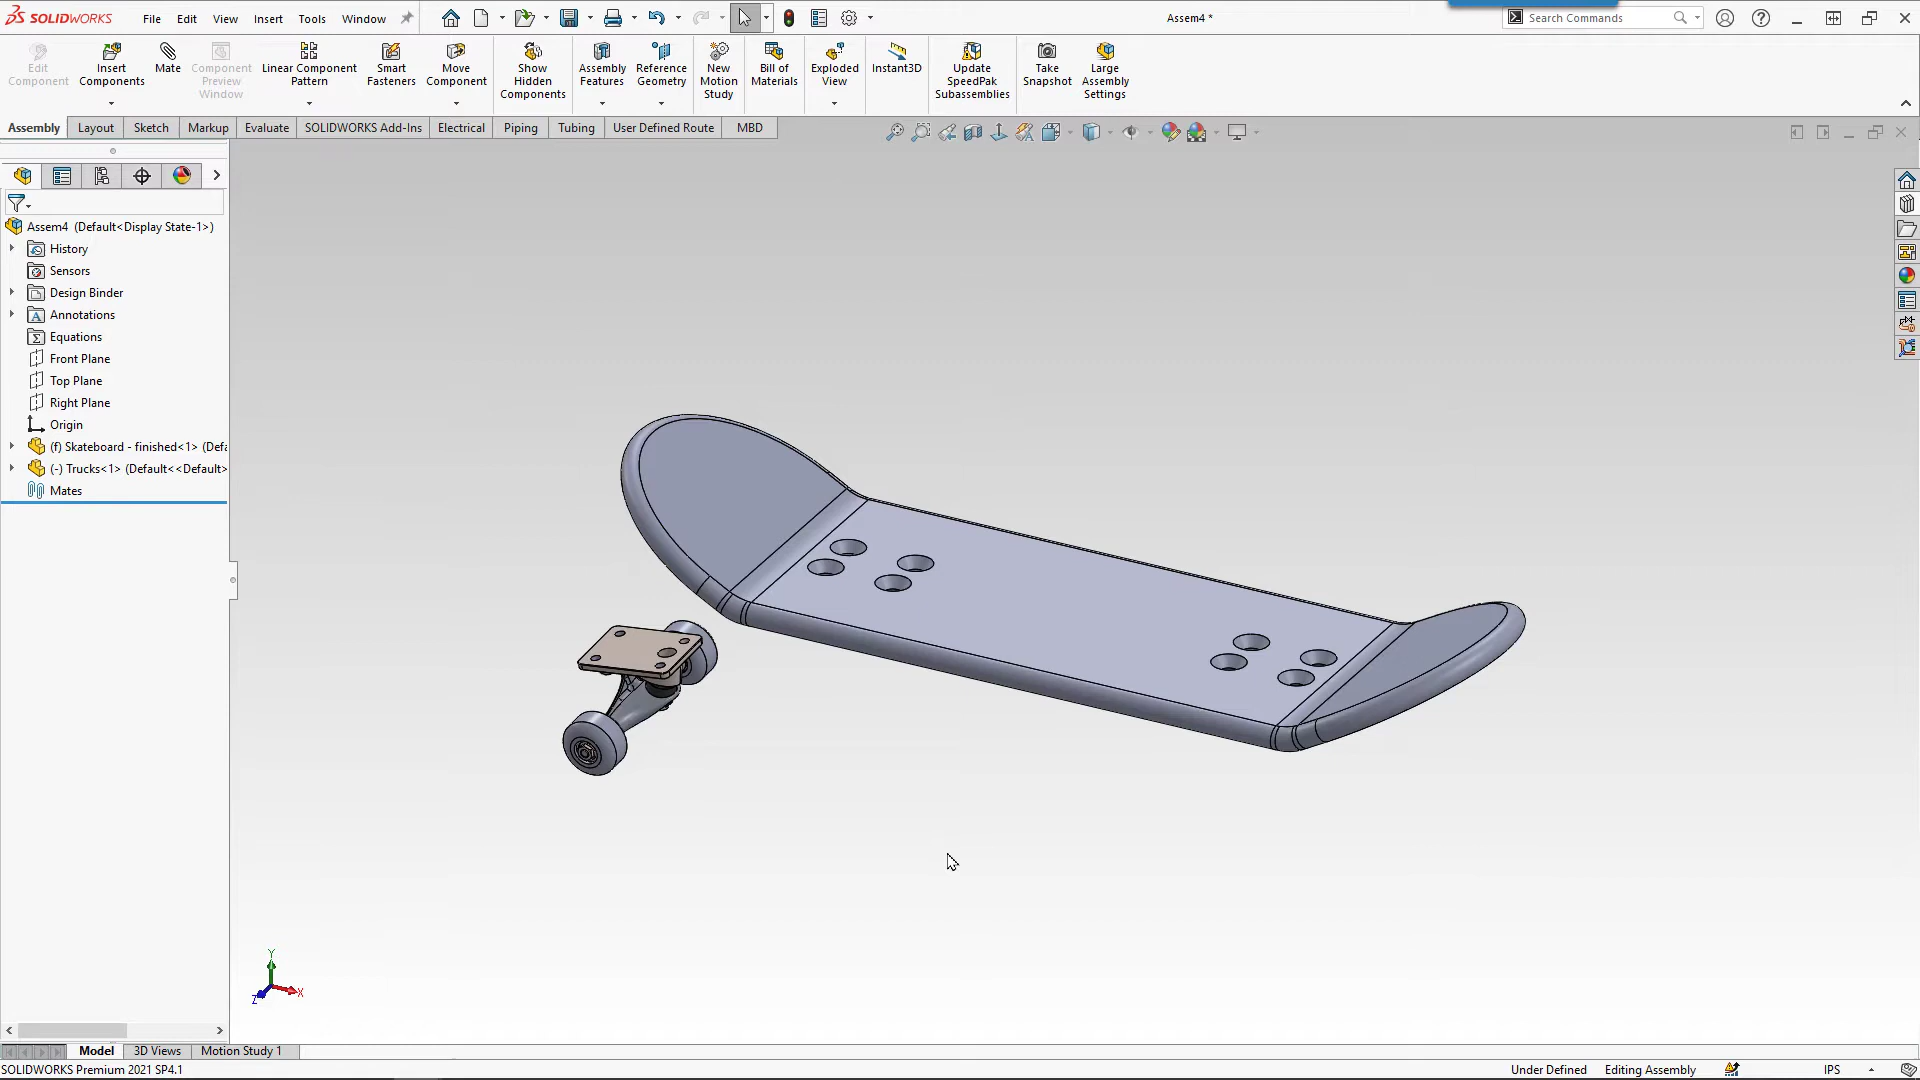 SOLIDWORKS File Edit View Insert Tools Window
Assem4 *
Search Commands
Edit Component
Insert Components
Mate
Component Preview Window
Linear Component Pattern
Smart Fasteners
Move Component
Show Hidden Components
Assembly Features
Reference Geometry
New Motion Study
Bill of Materials
Exploded View
Instant3D
Update SpeedPak Subassemblies
Take Snapshot
Large Assembly Settings
Assembly Layout Sketch Markup Evaluate SOLIDWORKS Add-Ins Electrical Piping Tubing User Defined Route MBD
Assem4 (Default<Display State-1>)
History
Sensors
Design Binder
Annotations
Equations
Front Plane
Top Plane
Right Plane
Origin
(f) Skateboard - finished<1> (Defa
(-) Trucks<1> (Default<<Default>
Mates
Y
X
Z
Model 3D Views Motion Study 1
SOLIDWORKS Premium 2021 SP4.1
Under Defined Editing Assembly IPS